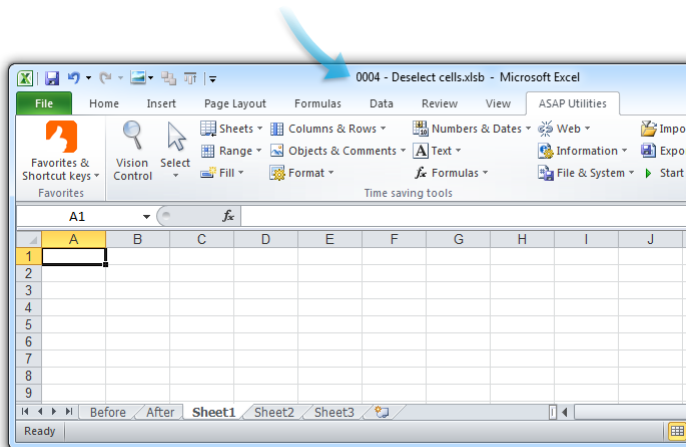 0004 - Deselect cells.xlsb - Microsoft Excel
File Home Insert Page Layout Formulas Data Review View ASAP Utilities
Favorites & Shortcut keys
Vision Control
Select
Sheets Columns & Rows Numbers & Dates Web Impo
Range Objects & Comments Text Information Expo
Fill Format Formulas File & System Start
Favorites Time saving tools
A1 fx
A B C D E F G H I J
1
2
3
4
5
6
7
8
9
Before After Sheet1 Sheet2 Sheet3
Ready